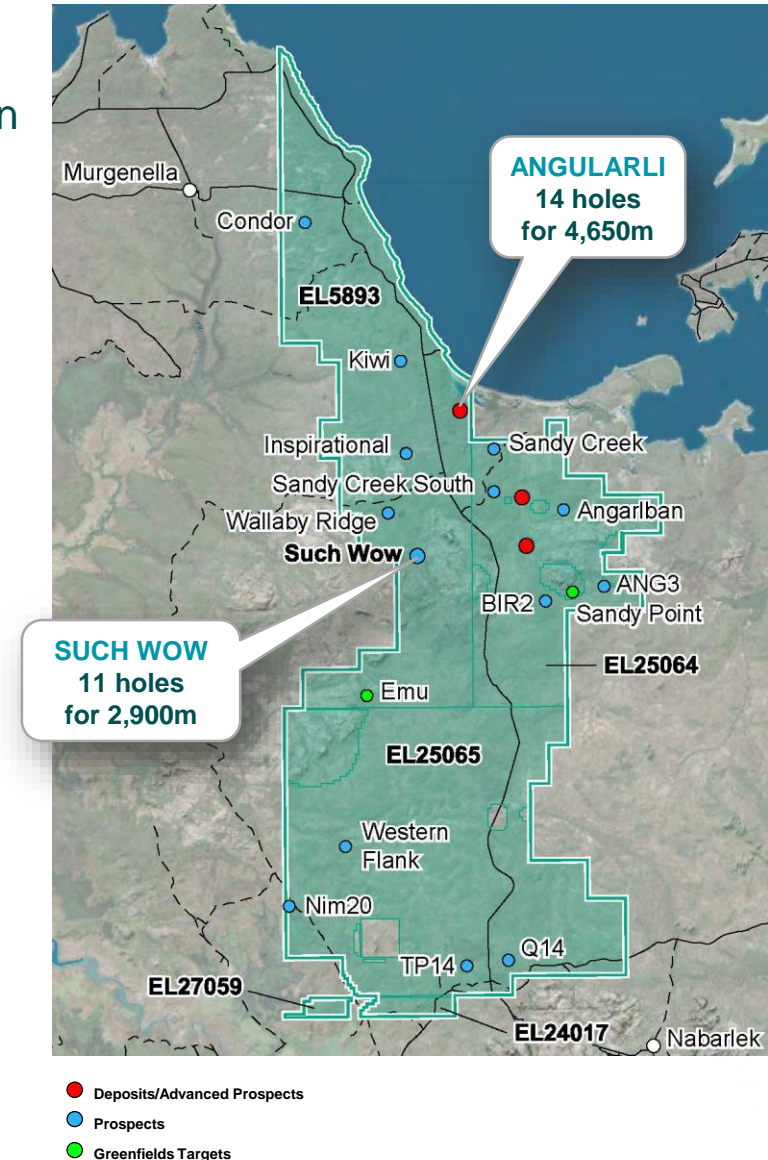 n
Murgenella
Condor
ANGULARLI
14 holes
for 4,650m
EL5893
Kiwi
Inspirational
Sandy Creek
Sandy Creek South
Wallaby Ridge
Angarlban
Such Wow
ANG3
BIR2
Sandy Point
SUCH WOW
11 holes
for 2,900m
EL25064
Emu
EL25065
Western
Flank
Nim20
Q14
TP14
EL27059
EL24017
Nabarlek
Deposits/Advanced Prospects
Prospects
Greenfields Targets